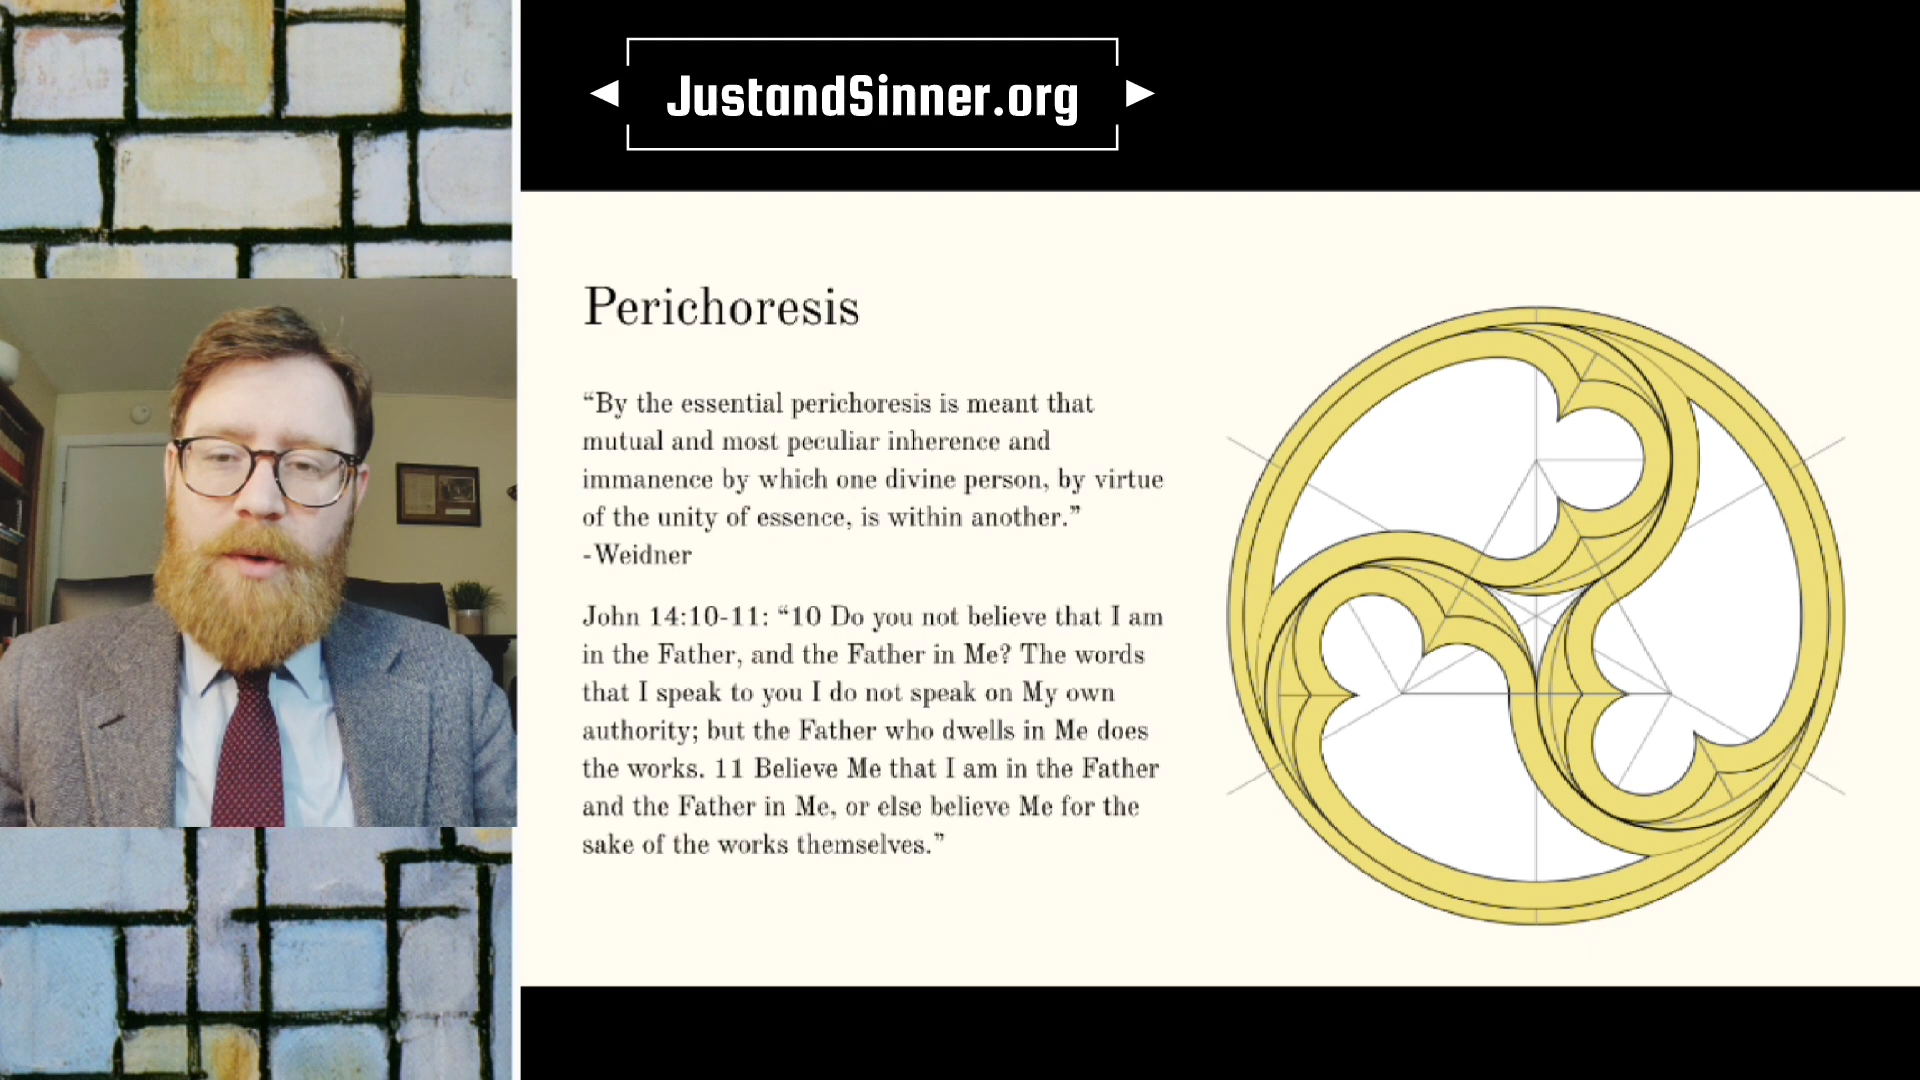 JustandSinner.org
Perichoresis
“By the essential perichoresis is meant that
mutual and most peculiar inherence and
immanence by which one divine person, by virtue
of the unity of essence, is within another.”
-Weidner
John 14:10-11: “10 Do you not believe that I am
in the Father, and the Father in Me? The words
that I speak to you I do not speak on My own
authority; but the Father who dwells in Me does
the works. 11 Believe Me that I am in the Father
and the Father in Me, or else believe Me for the
sake of the works themselves.”